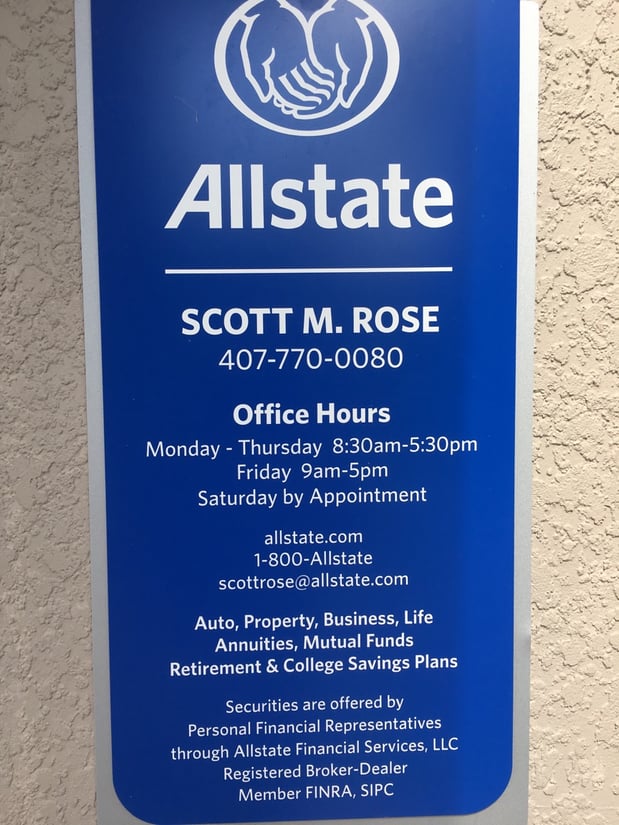 Allstate
SCOTT M. ROSE
407-770-0080
Office Hours
Monday - Thursday 8:30am-5:30pm
Friday 9am-5pm
Saturday by Appointment
allstate.com
1-800-Allstate
scottrose@allstate.com
Auto, Property, Business, Life
Annuities, Mutual Funds
Retirement & College Savings Plans
Securities are offered by
Personal Financial Representatives
through Allstate Financial Services, LLC
Registered Broker-Dealer
Member FINRA, SIPC